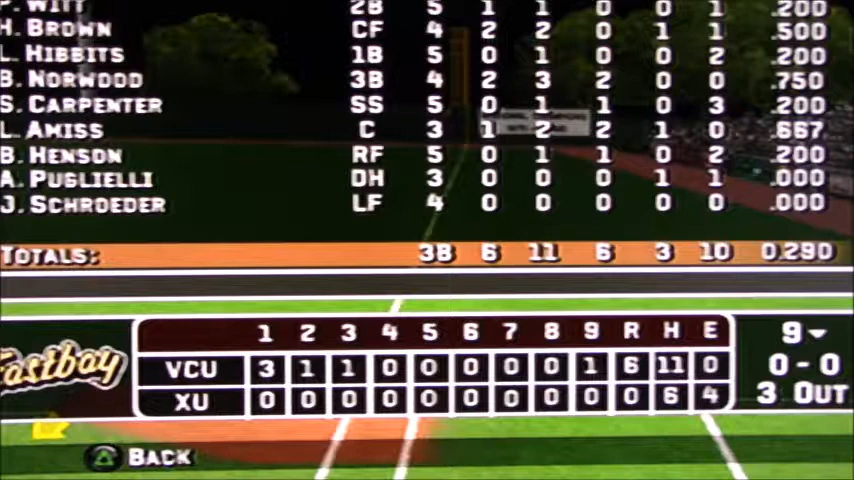 P. WITT 2B 5 1 1 0 0 1 .200
H. BROWN CF 4 2 2 0 1 1 .500
L. HIBBITS 1B 5 0 1 0 0 2 .200
B. NORWOOD 3B 4 2 3 2 0 0 .750
S. CARPENTER SS 5 0 1 1 0 3 .200
L. AMISS C 3 1 2 2 1 0 .667
B. HENSON RF 5 0 1 1 0 2 .200
A. PUGLIELLI DH 3 0 0 0 1 1 .000
J. SCHROEDER LF 4 0 0 0 0 0 .000
TOTALS: 38 6 11 6 3 10 0.290
1 2 3 4 5 6 7 8 9 R H E
VCU 3 1 1 0 0 0 0 0 1 6 11 0
XU 0 0 0 0 0 0 0 0 0 0 6 4
Fastboy
9
0 - 0
3 OUT
BACK